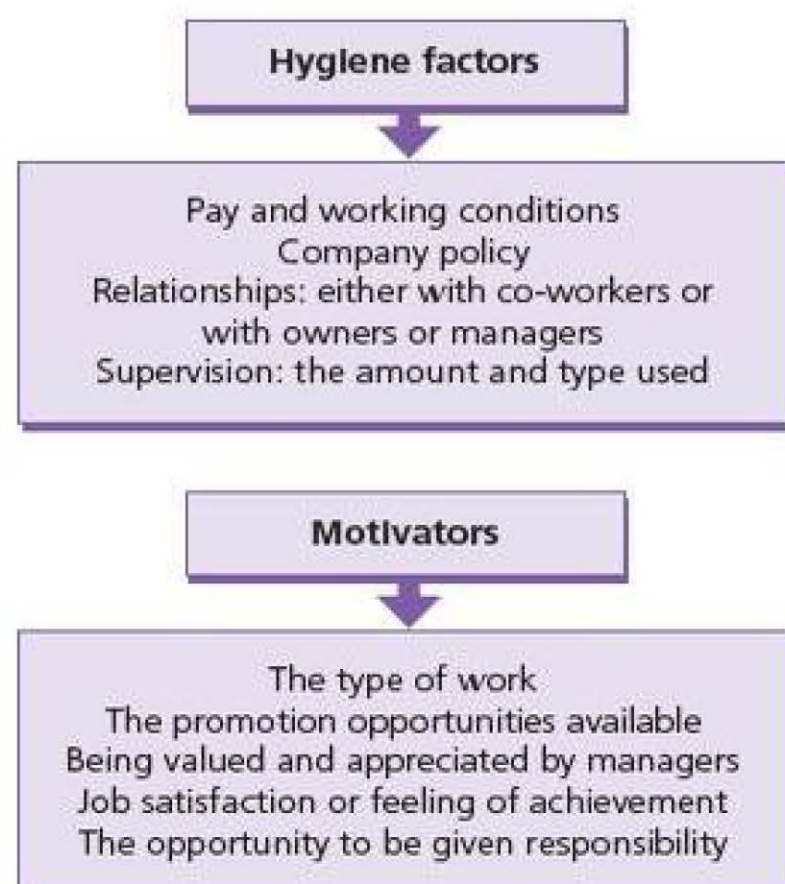 Hygiene factors
Pay and working conditions
Company policy
Relationships: either with co-workers or
with owners or managers
Supervision: the amount and type used
Motivators
The type of work
The promotion opportunities available
Being valued and appreciated by managers
Job satisfaction or feeling of achievement
The opportunity to be given responsibility